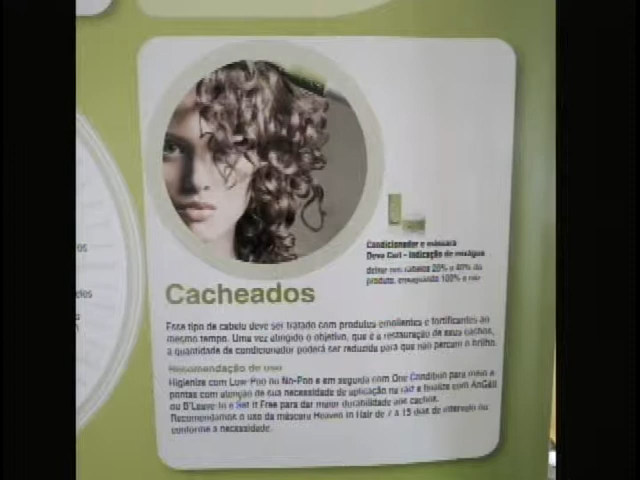 Condicionador e máscara
Deva Curl - Indicação de enxágue
deixar nos cabelos 20% a 40% do
produto, enxaguando 100% a raiz
Cacheados
Esse tipo de cabelo deve ser tratado com produtos emolientes e fortificantes ao
mesmo tempo. Uma vez atingido o objetivo, que é a restauração de seus cachos,
a quantidade de condicionador poderá ser reduzida para que não percam o brilho.
Recomendação de uso
Higienize com Low-Poo ou No-Poo e em seguida com One Condition para meio e
pontas com atenção de sua necessidade de aplicação na raiz e finalize com AnGéll
ou B'Leave-in e Set it Free para dar maior durabilidade aos cachos.
Recomendamos o uso da máscara Heaven in Hair de 7 a 15 dias de intervalo ou
conforme a necessidade.